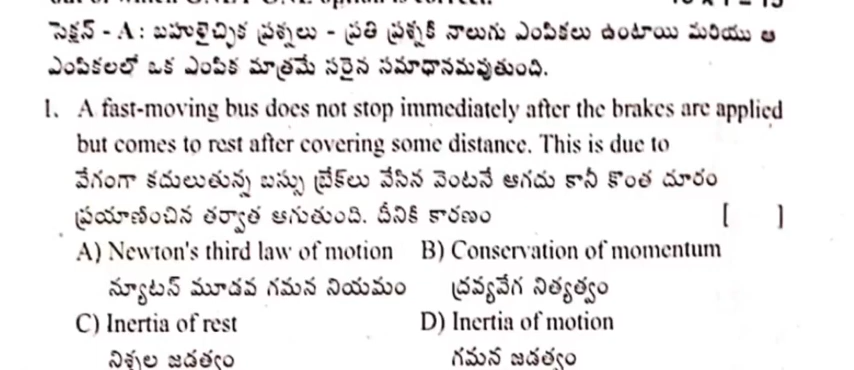 సెక్షన్ - A : బహుళైచ్ఛిక ప్రశ్నలు - ప్రతి ప్రశ్నకి నాలుగు ఎంపికలు ఉంటాయి మరియు ఆ
ఎంపికలలో ఒక ఎంపిక మాత్రమే సరైన సమాధానమవుతుంది.
1. A fast-moving bus does not stop immediately after the brakes are applied
but comes to rest after covering some distance. This is due to
వేగంగా కదులుతున్న బస్సు బ్రేక్‌లు వేసిన వెంటనే ఆగదు కానీ కొంత దూరం
ప్రయాణించిన తర్వాత ఆగుతుంది. దీనికి కారణం [ ]
A) Newton's third law of motion B) Conservation of momentum
న్యూటన్ మూడవ గమన నియమం ద్రవ్యవేగ నిత్యత్వం
C) Inertia of rest D) Inertia of motion
నిశ్చల జడత్వం గమన జడత్వం